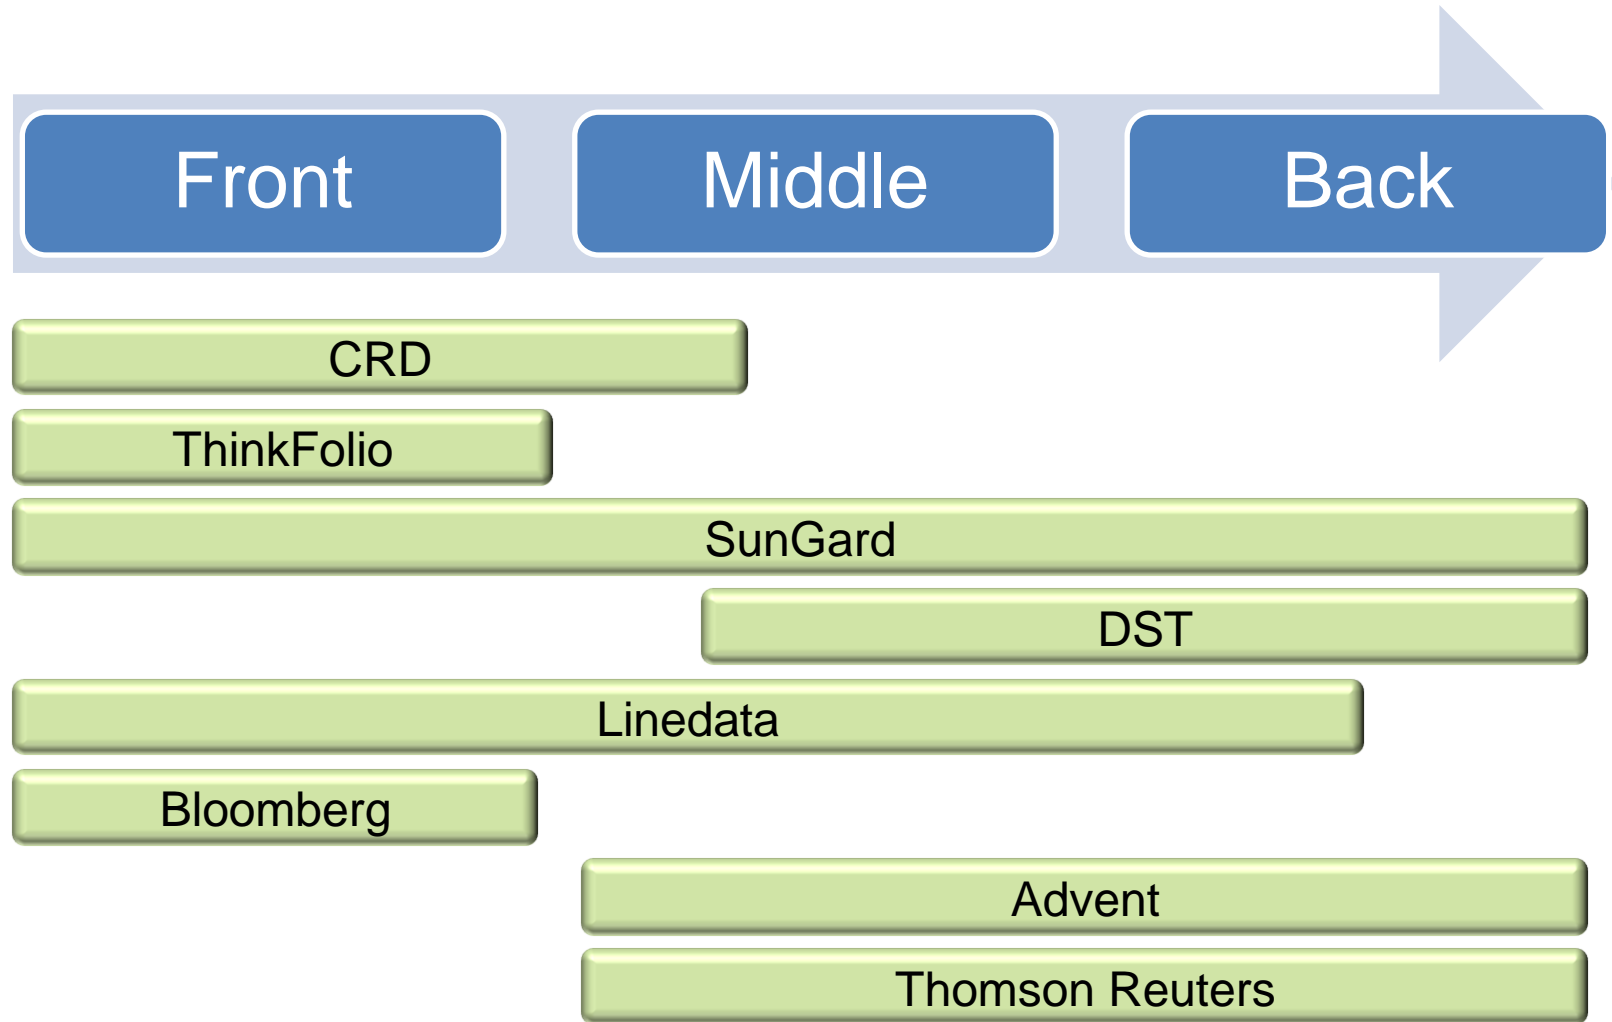 Front
Middle
Back
CRD
ThinkFolio
SunGard
DST
Linedata
Bloomberg
Advent
Thomson Reuters